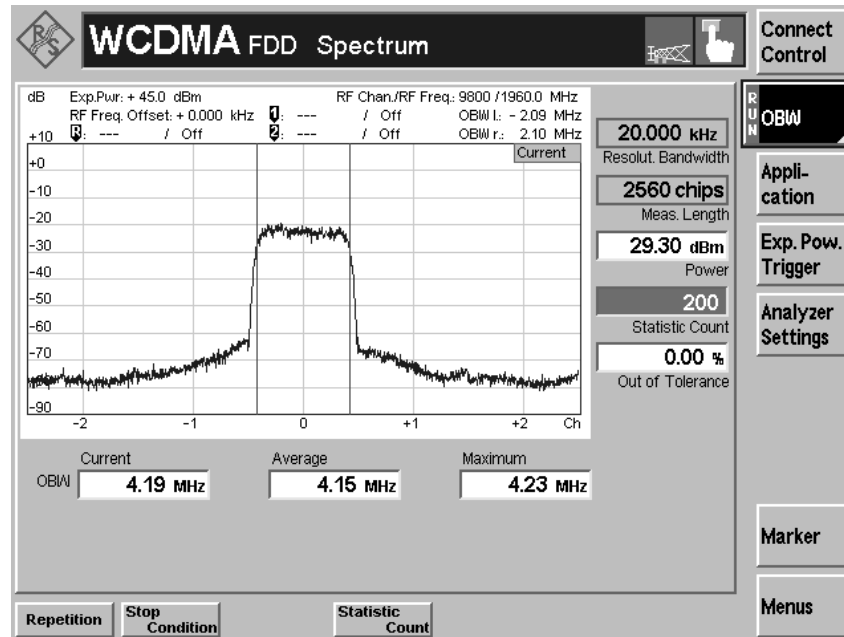 R&S
WCDMA FDD Spectrum
Connect Control
dB Exp.Pwr: + 45.0 dBm RF Chan./RF Freq.: 9800 /1960.0 MHz
RF Freq. Offset: + 0.000 kHz 1: --- / Off OBW l.: - 2.09 MHz
+10 R: --- / Off 2: --- / Off OBW r.: 2.10 MHz
Current
+0
-10
-20
-30
-40
-50
-60
-70
-90
-2 -1 0 +1 +2 Ch
20.000 kHz
Resolut. Bandwidth
2560 chips
Meas. Length
29.30 dBm
Power
200
Statistic Count
0.00 %
Out of Tolerance
RUN OBW
Appli-
cation
Exp. Pow.
Trigger
Analyzer
Settings
Current Average Maximum
OBW 4.19 MHz 4.15 MHz 4.23 MHz
Marker
Menus
Repetition
Stop
Condition
Statistic
Count